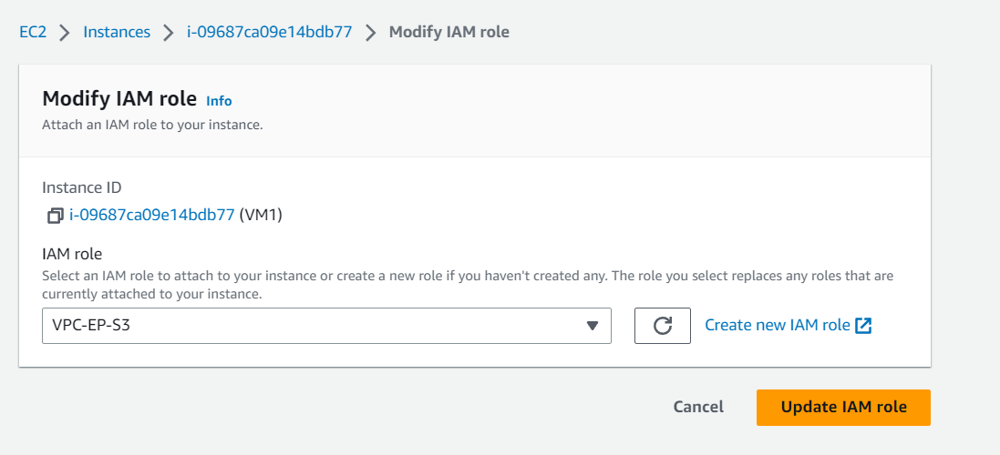 EC2 > Instances > i-09687ca09e14bdb77 > Modify IAM role
Modify IAM role Info
Attach an IAM role to your instance.
Instance ID
i-09687ca09e14bdb77 (VM1)
IAM role
Select an IAM role to attach to your instance or create a new role if you haven't created any. The role you select replaces any roles that are
currently attached to your instance.
VPC-EP-S3
Create new IAM role
Cancel
Update IAM role